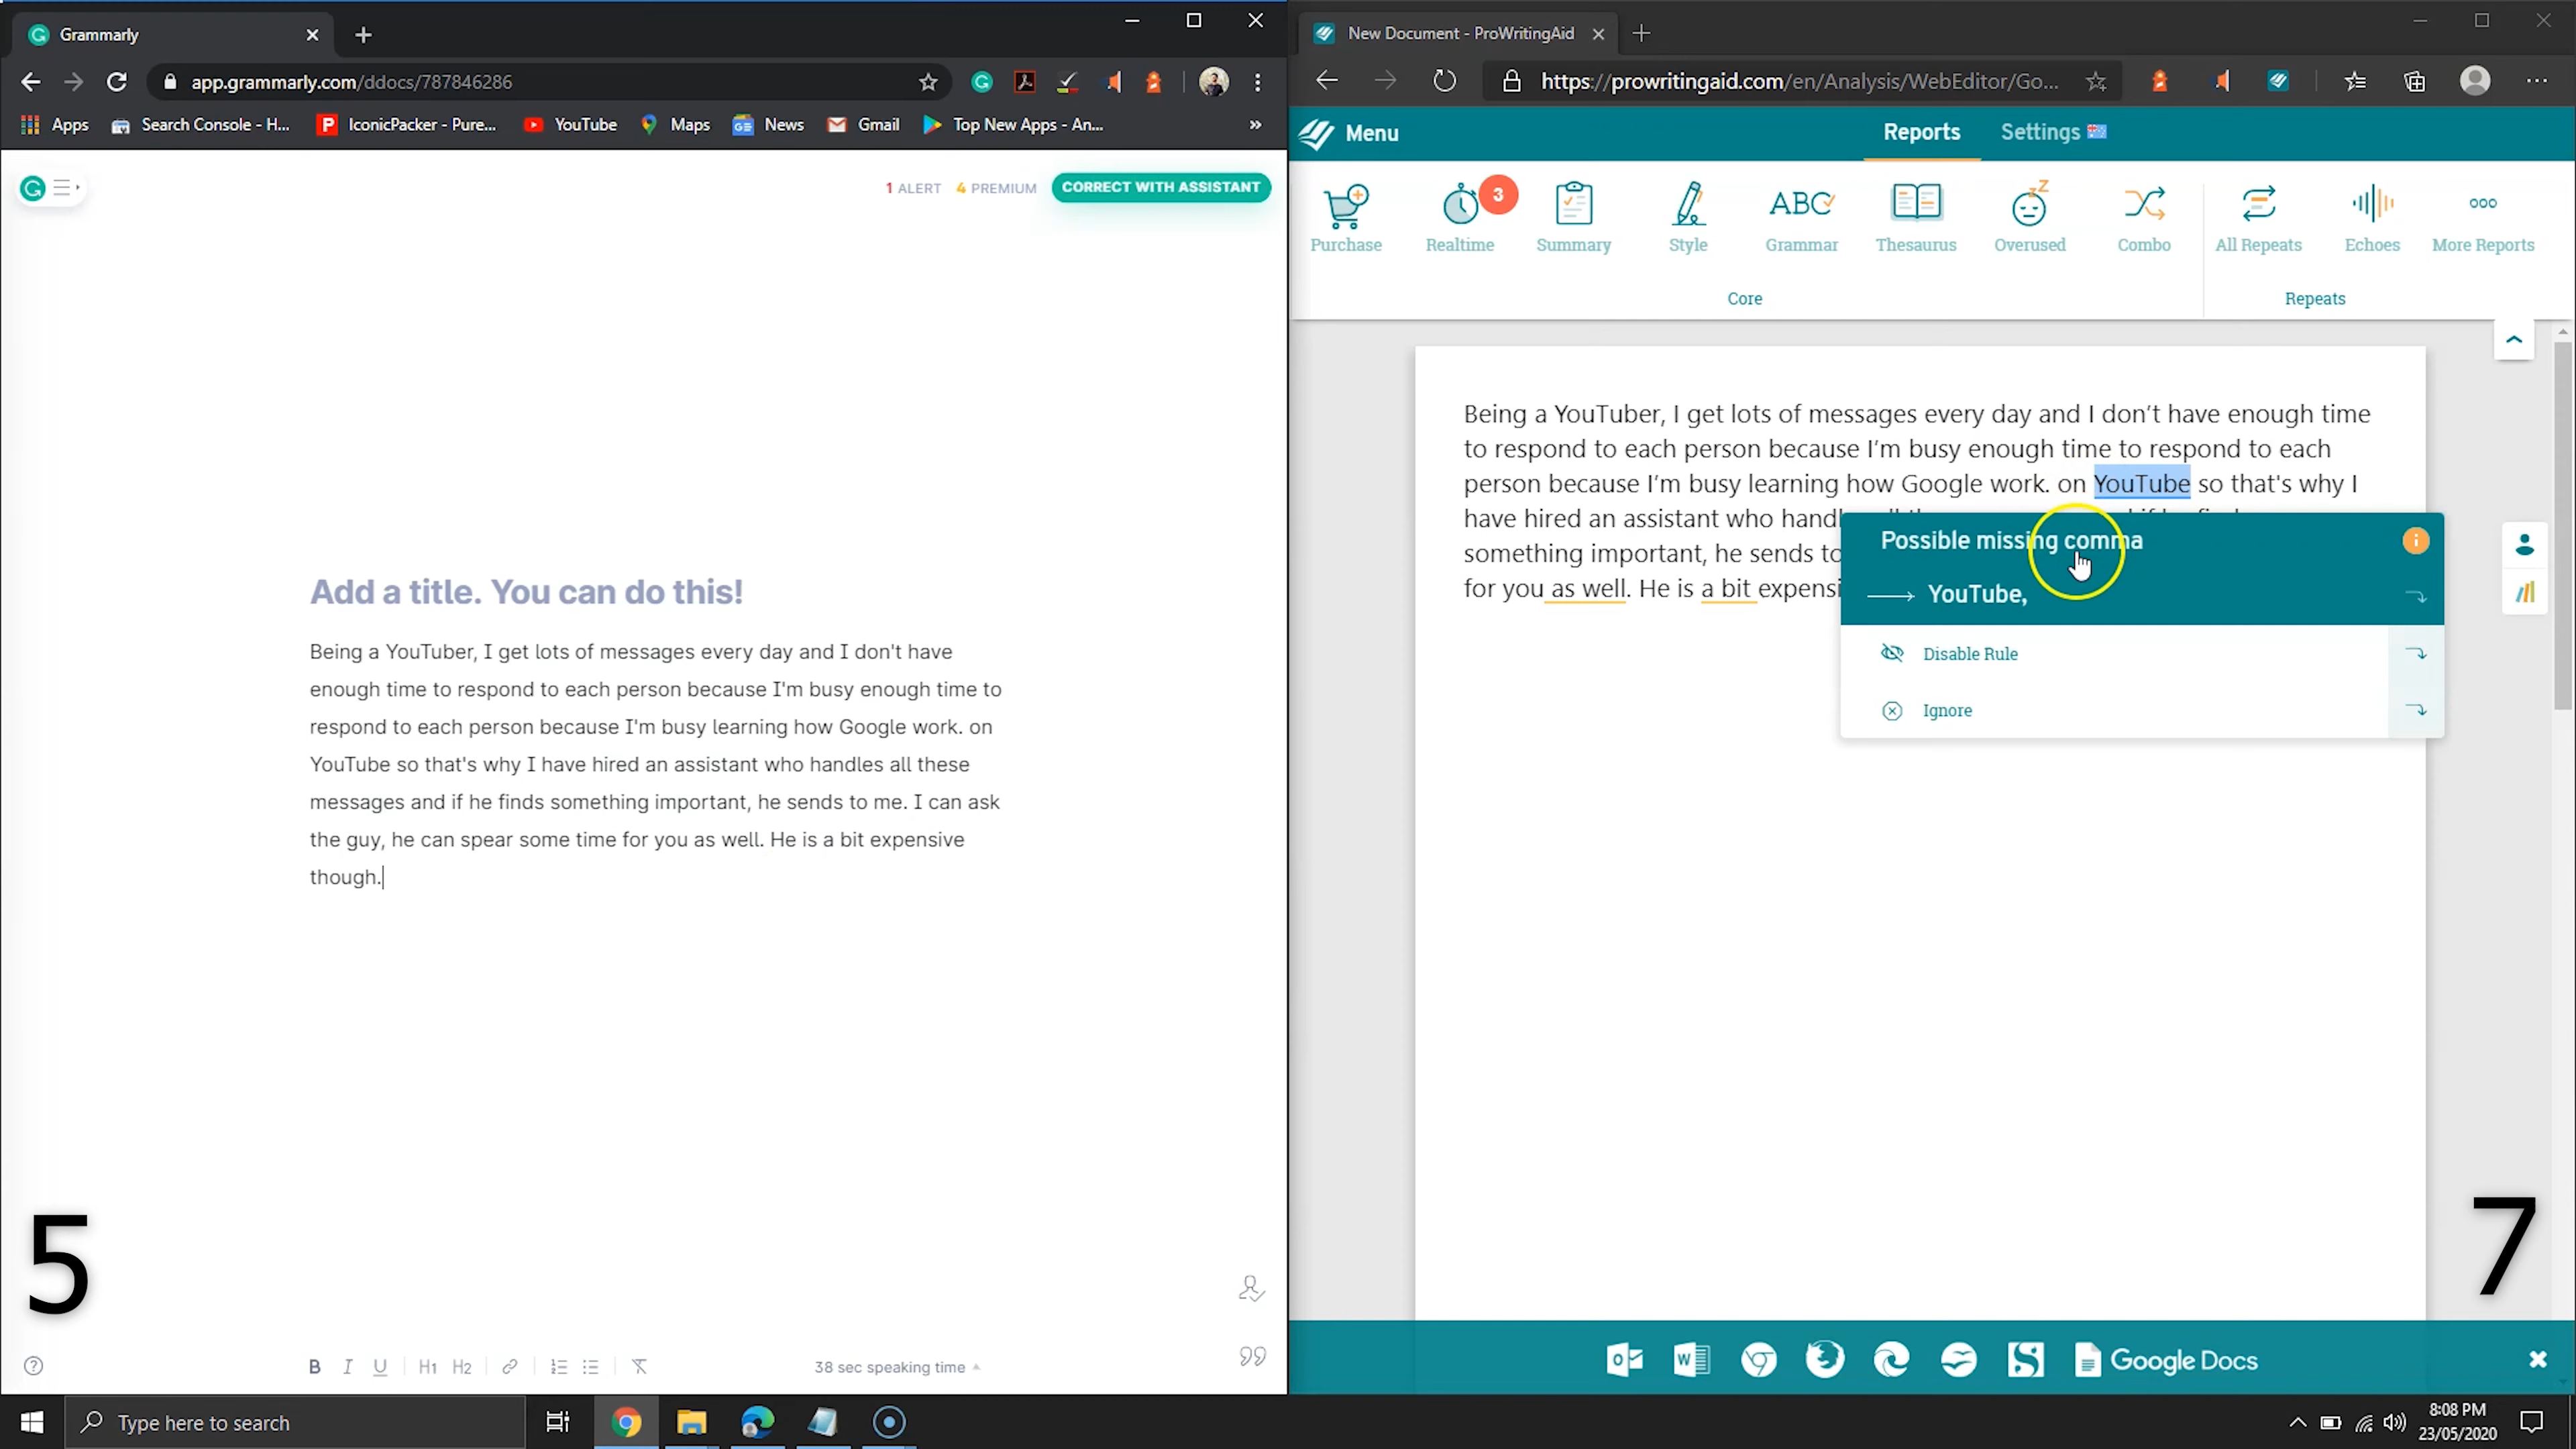 Grammarly
app.grammarly.com/ddocs/787846286
Apps
Search Console - H...
IconicPacker - Pure...
YouTube
Maps
News
Gmail
Top New Apps - An...
1 ALERT
4 PREMIUM
CORRECT WITH ASSISTANT
Add a title. You can do this!
Being a YouTuber, I get lots of messages every day and I don't have
enough time to respond to each person because I'm busy enough time to
respond to each person because I'm busy learning how Google work. on
YouTube so that's why I have hired an assistant who handles all these
messages and if he finds something important, he sends to me. I can ask
the guy, he can spear some time for you as well. He is a bit expensive
though.
5
B I U H1 H2
38 sec speaking time
New Document - ProWritingAid
https://prowritingaid.com/en/Analysis/WebEditor/Go...
Menu
Reports
Settings
3
ABC
Purchase
Realtime
Summary
Style
Grammar
Thesaurus
Overused
Combo
All Repeats
Echoes
More Reports
Core
Repeats
Being a YouTuber, I get lots of messages every day and I don't have enough time
to respond to each person because I'm busy enough time to respond to each
person because I'm busy learning how Google work. on YouTube so that's why I
have hired an assistant who
something important, he sends to
for you as well. He is a bit
Possible missing comma
YouTube,
Disable Rule
Ignore
7
Google Docs
Type here to search
8:08 PM
23/05/2020